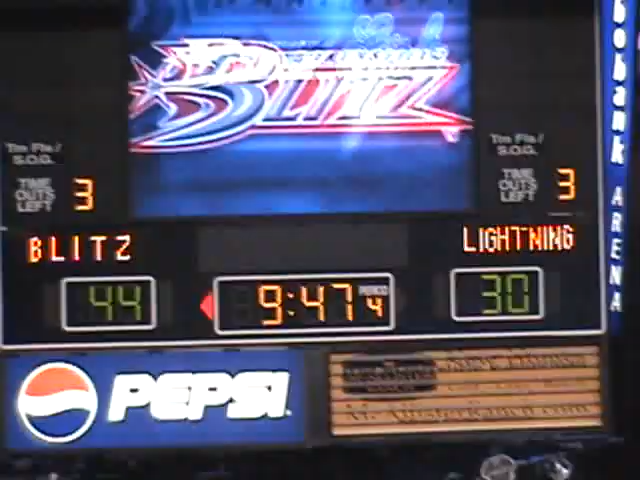 BLITZ
Tm Fls/
S.O.G.
TIME
OUTS
LEFT
3
Tm Fls/
S.O.G.
TIME
OUTS
LEFT
3
BLITZ
LIGHTNING
44
9:47
PERIOD
4
30
PEPSI
bobank ARENA